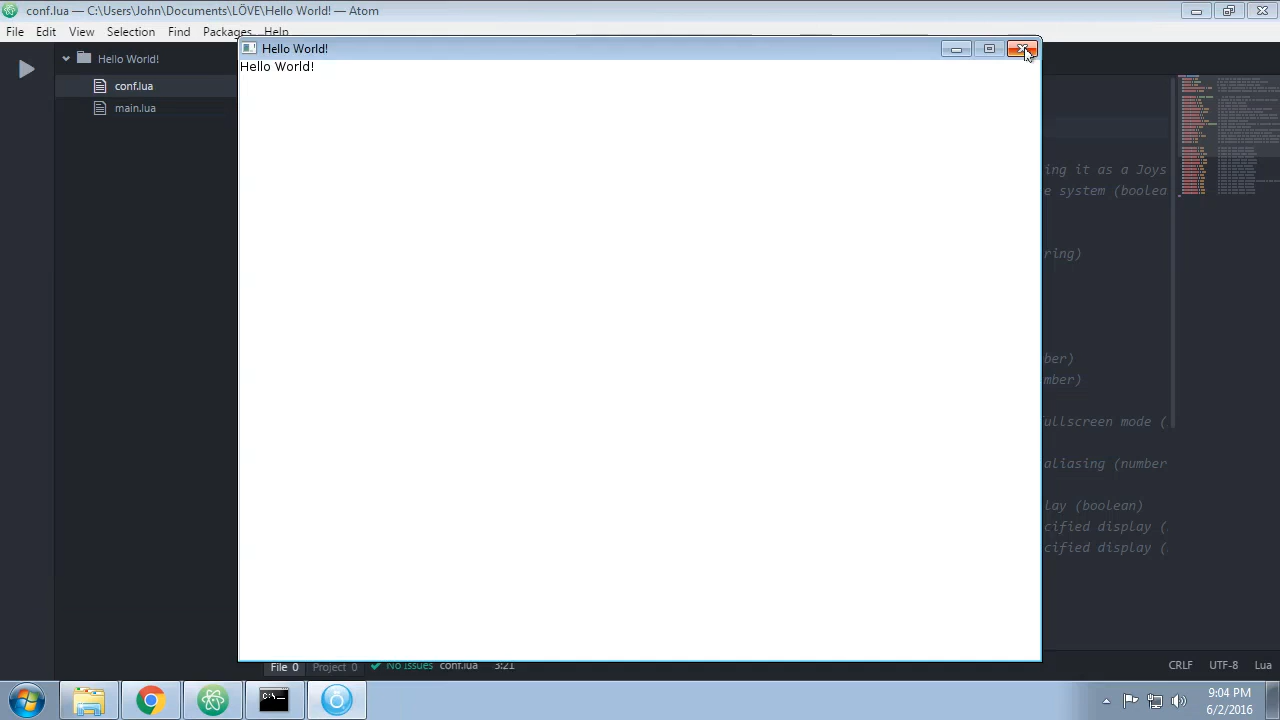 conf.lua — C:\Users\John\Documents\LÖVE\Hello World! — Atom
File Edit View Selection Find Packages Help
Hello World!
conf.lua
main.lua
Hello World!
Hello World!
ing it as a joys
e system (boolea
ring)
ber)
mber)
ullscreen mode (
aliasing (number
lay (boolean)
cified display (
cified display (
File 0 Project 0 No Issues conf.lua 3:21 CRLF UTF-8 Lua
C:\
9:04 PM
6/2/2016